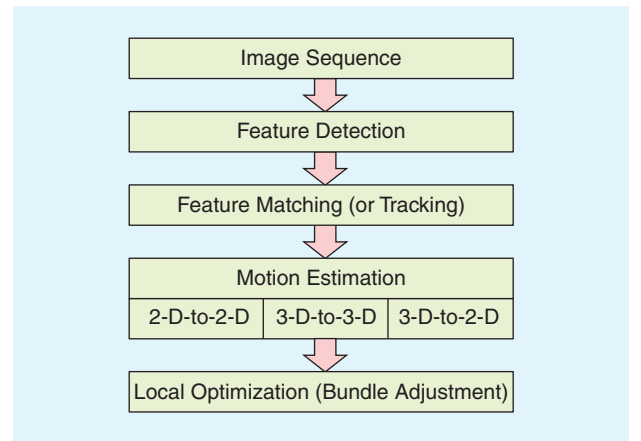 Image Sequence
Feature Detection
Feature Matching (or Tracking)
Motion Estimation
2-D-to-2-D 3-D-to-3-D 3-D-to-2-D
Local Optimization (Bundle Adjustment)